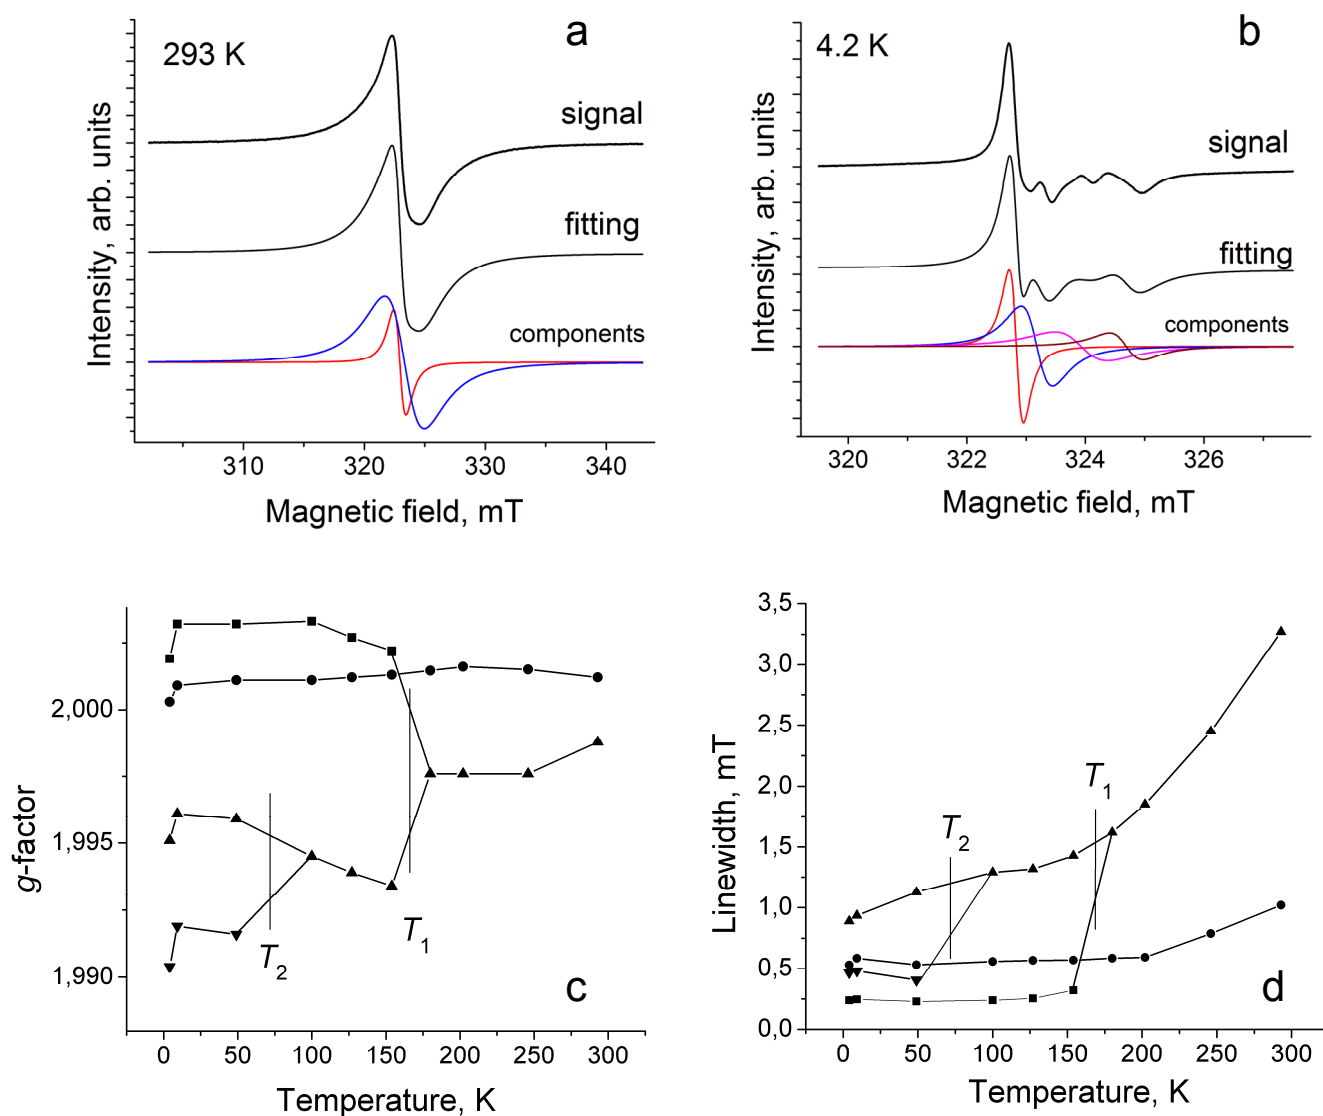 a
293 K
signal
fitting
components
Intensity, arb. units
310 320 330 340
Magnetic field, mT
b
4.2 K
signal
fitting
components
Intensity, arb. units
320 322 324 326
Magnetic field, mT
2,000
1,995
1,990
g-factor
T1
T2
c
0 50 100 150 200 250 300
Temperature, K
3,5
3,0
2,5
2,0
1,5
1,0
0,5
0,0
Linewidth, mT
T1
T2
d
0 50 100 150 200 250 300
Temperature, K